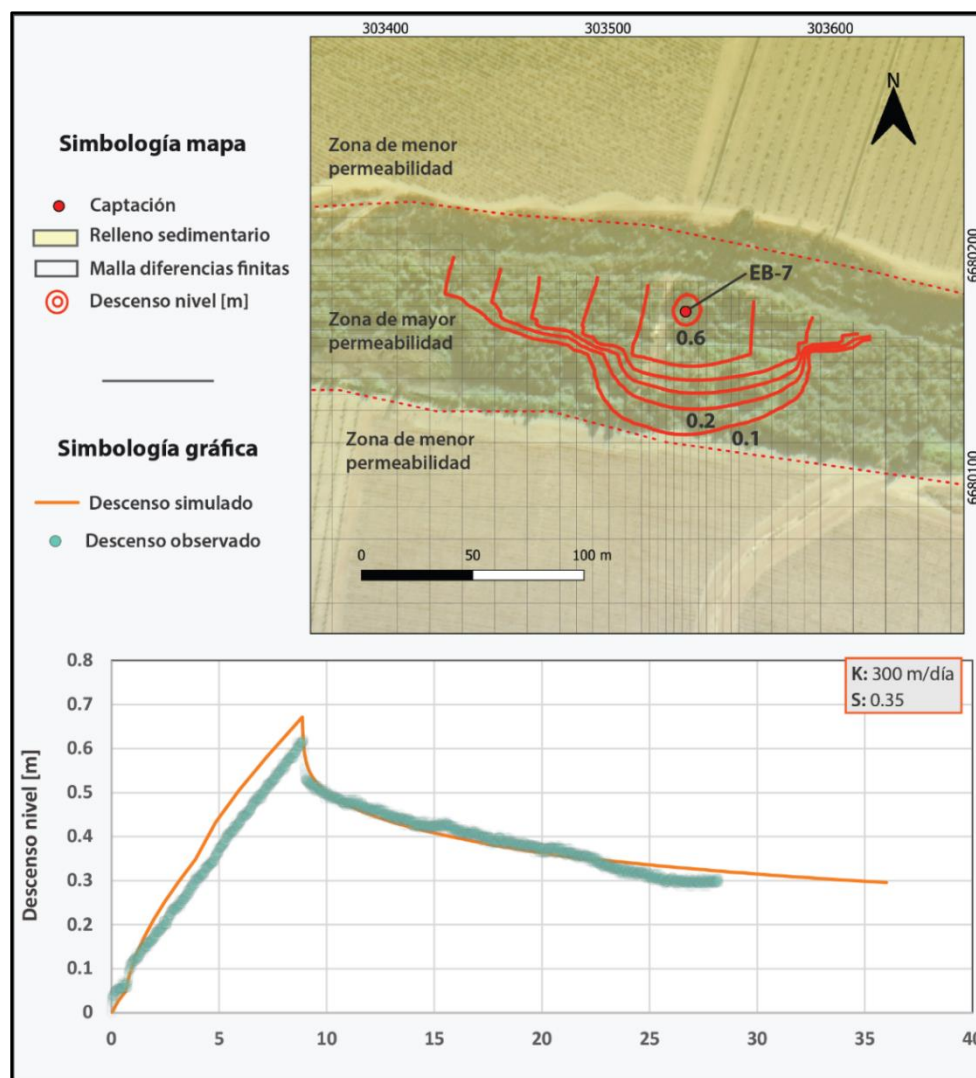 303400 303500 303600
Simbología mapa
Captación
Relleno sedimentario
Malla diferencias finitas
Descenso nivel [m]
Simbología gráfica
Descenso simulado
Descenso observado
N
Zona de menor
permeabilidad
6680200
EB-7
Zona de mayor
permeabilidad
0.6
0.2
0.1
Zona de menor
permeabilidad
6680100
0 50 100 m
K: 300 m/día
S: 0.35
Descenso nivel [m]
0.8
0.7
0.6
0.5
0.4
0.3
0.2
0.1
0
0 5 10 15 20 25 30 35 40